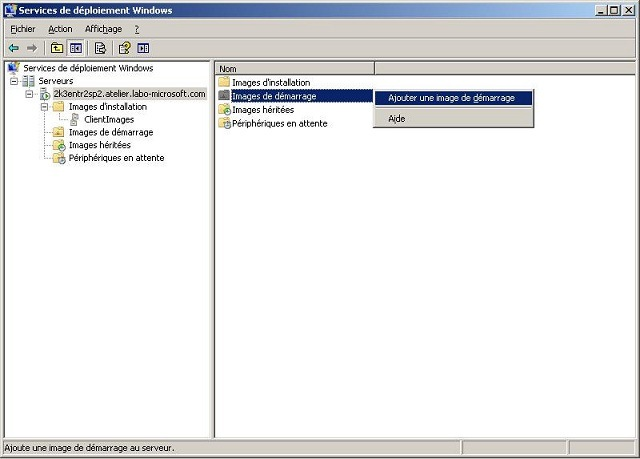 Services de déploiement Windows
Fichier Action Affichage ?
Services de déploiement Windows
Serveurs
2k3entr2sp2.atelier.labo-microsoft.com
Images d'installation
ClientImages
Images de démarrage
Images héritées
Périphériques en attente
Nom
Images d'installation
Images de démarrage
Images héritées
Périphériques en attente
Ajouter une image de démarrage
Aide
Ajoute une image de démarrage au serveur.